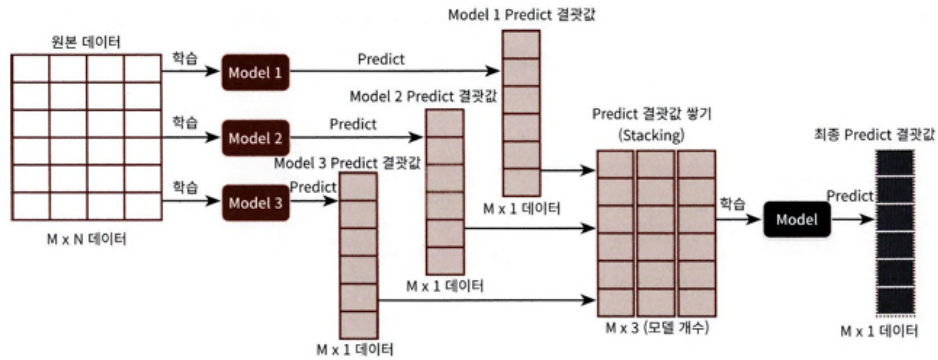 Model 1 Predict 결괏값
원본 데이터
학습
Model 1
Predict
Model 2 Predict 결괏값
학습
Model 2
Predict
Predict 결괏값 쌓기
(Stacking)
최종 Predict 결괏값
Model 3 Predict 결괏값
학습
Model 3
Predict
M x 1 데이터
학습
Model
Predict
M x N 데이터
M x 1 데이터
M x 3 (모델 개수)
M x 1 데이터
M x 1 데이터